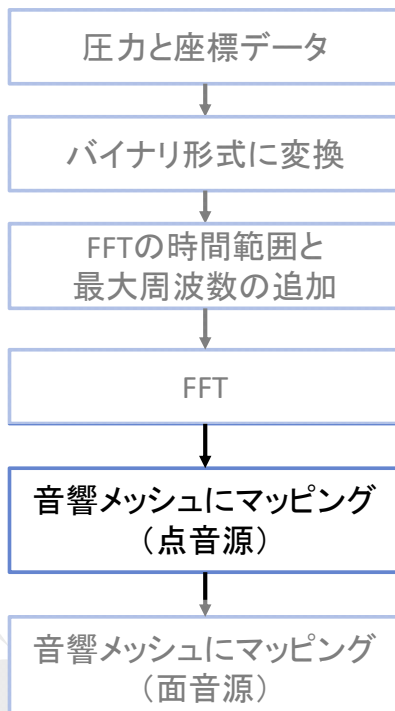 圧力と座標データ
バイナリ形式に変換
FFTの時間範囲と
最大周波数の追加
FFT
音響メッシュにマッピング
（点音源）
音響メッシュにマッピング
（面音源）